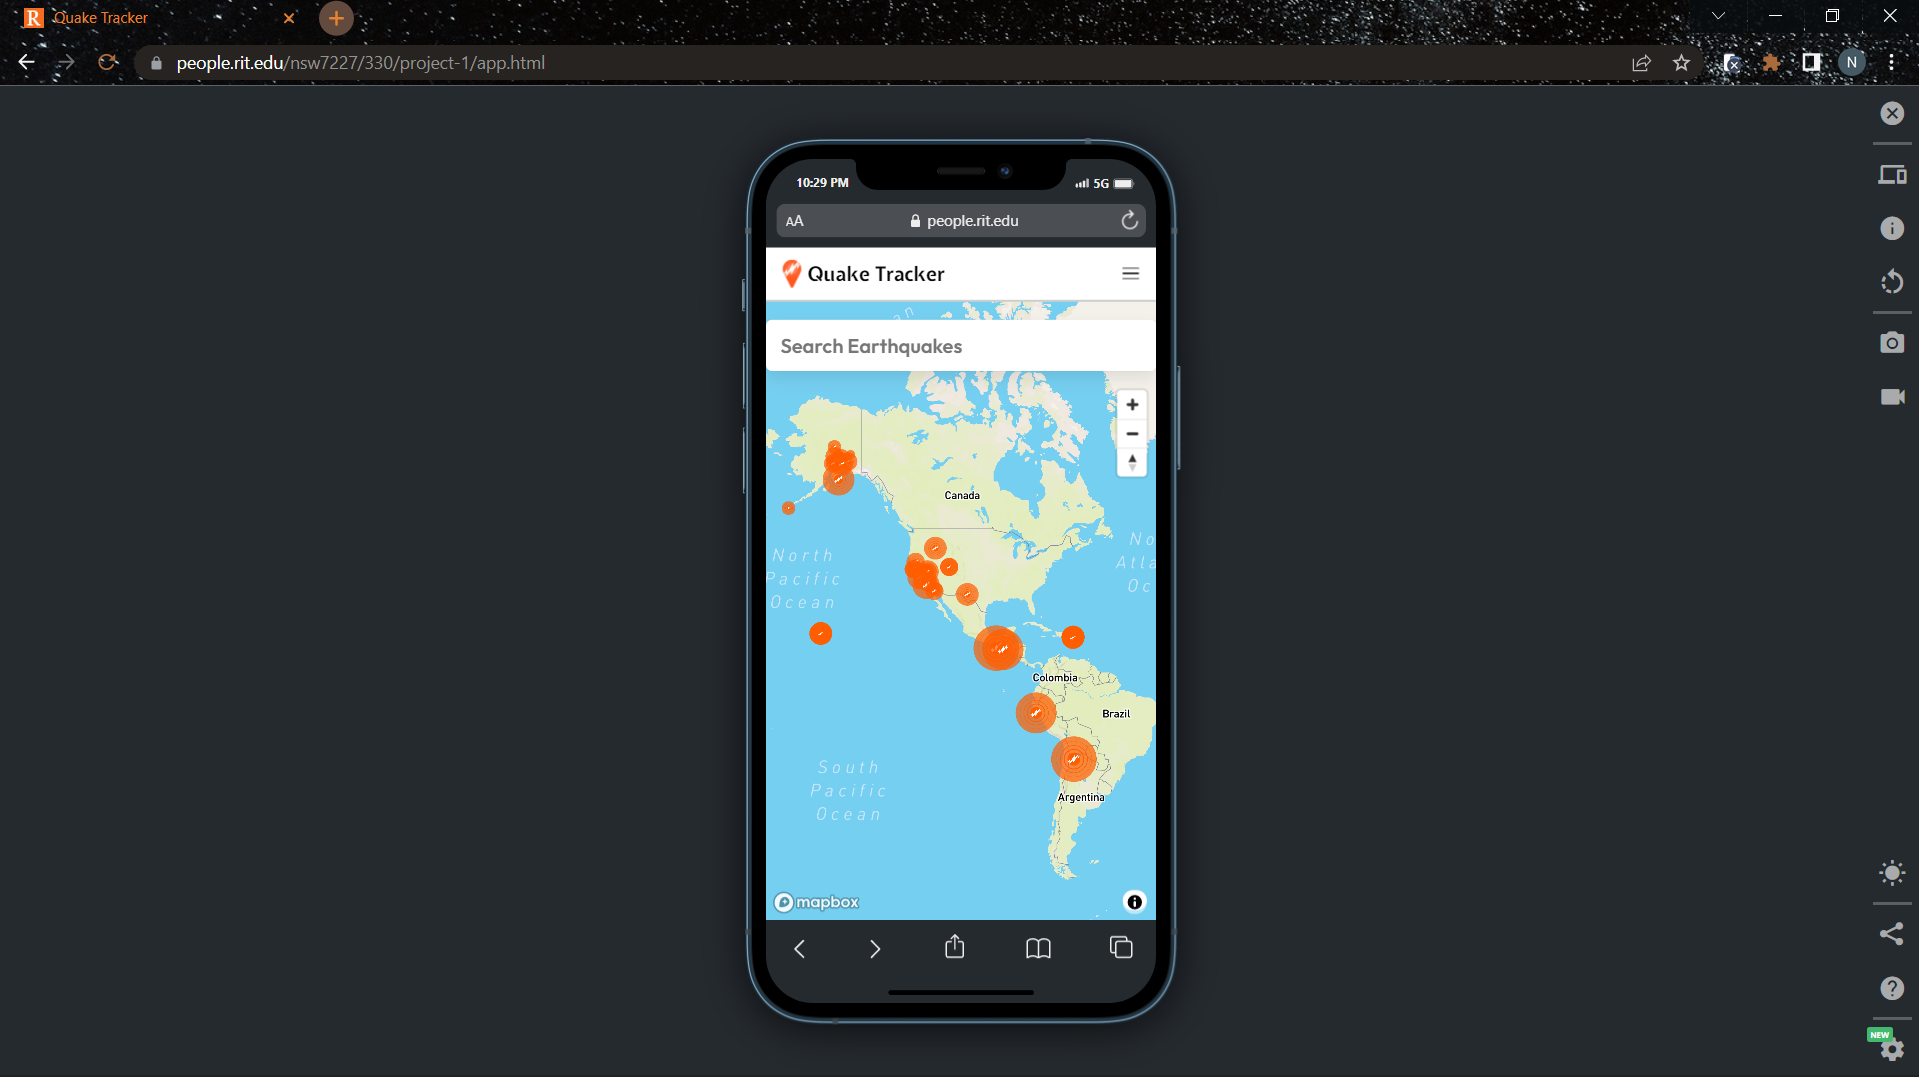 Quake Tracker
people.rit.edu/nsw7227/330/project-1/app.html
N
10:29 PM
5G
AA
people.rit.edu
Quake Tracker
an
Search Earthquakes
Canada
North
Pacific
Ocean
No
Atla
Oc
Colombia
Brazil
South
Pacific
Ocean
Argentina
mapbox
NEW